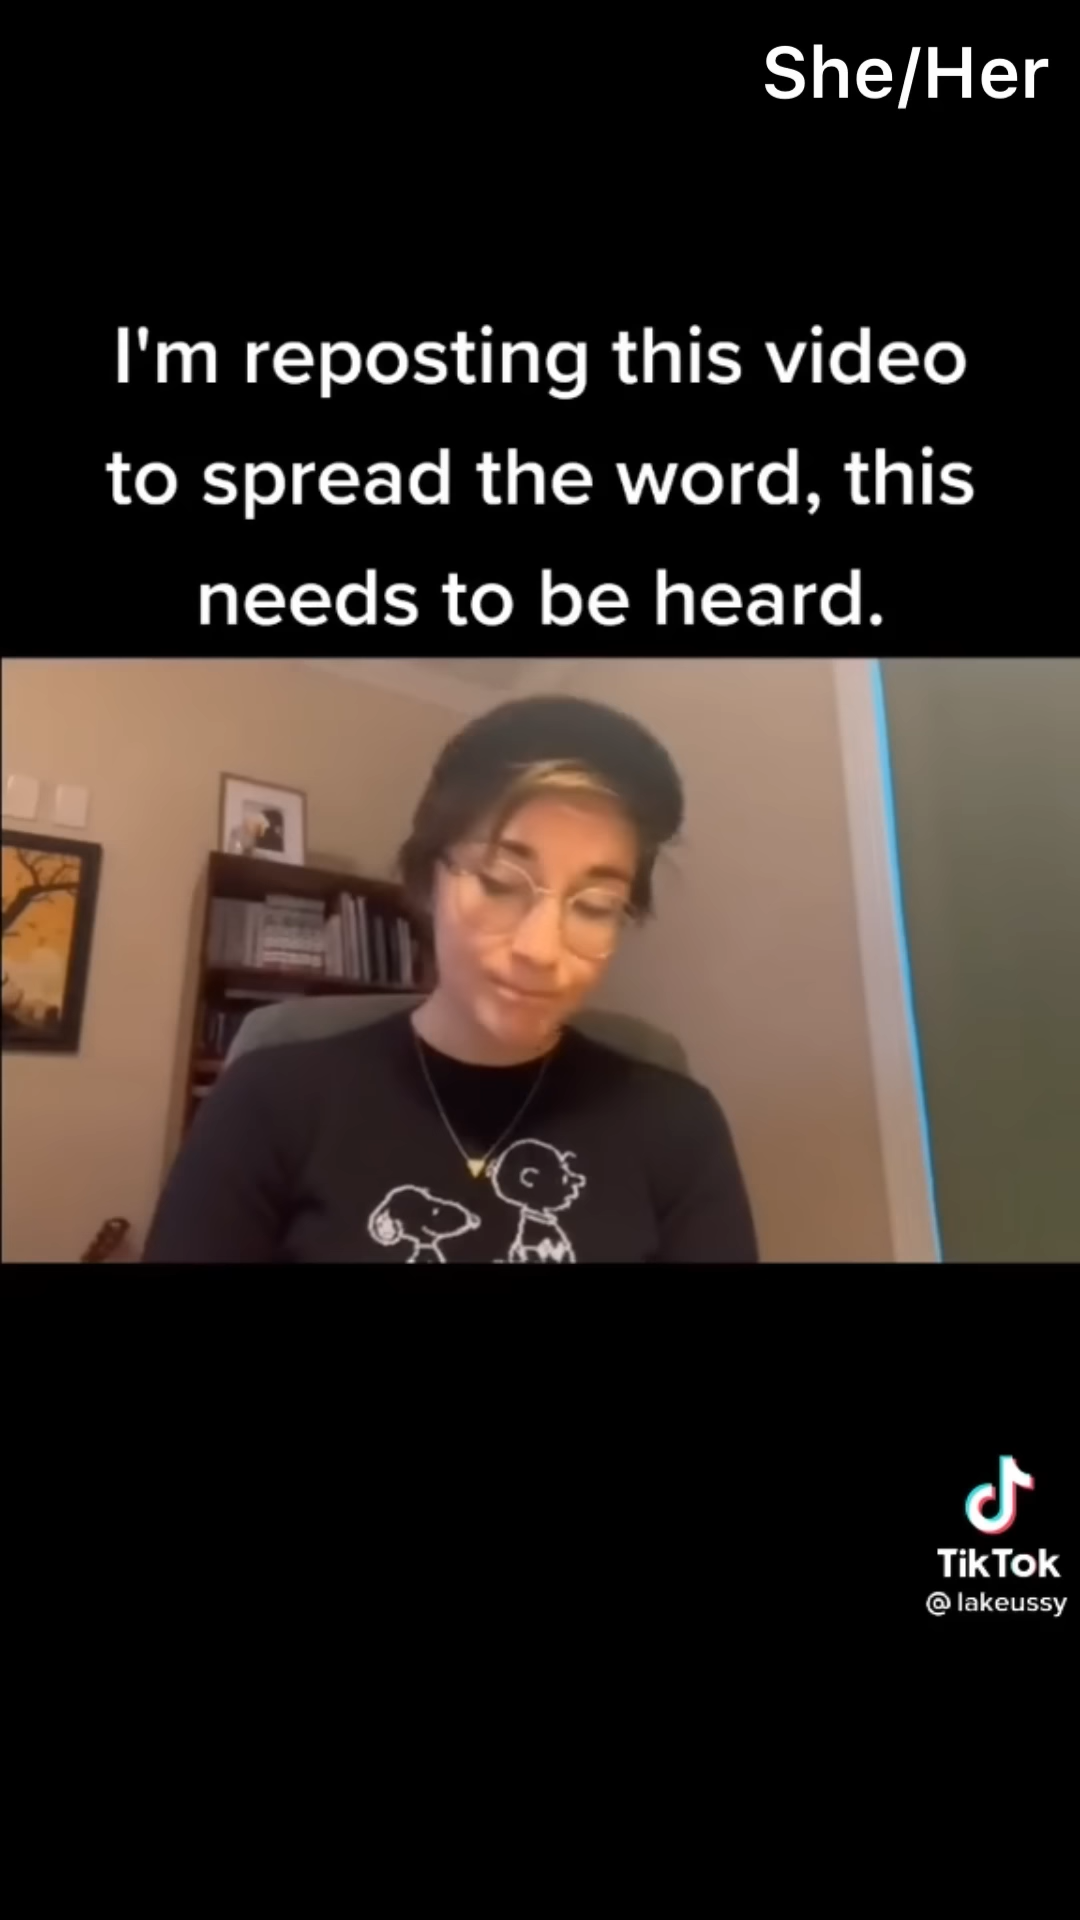 She/Her
I'm reposting this video
to spread the word, this
needs to be heard.
TikTok
@lakeussy